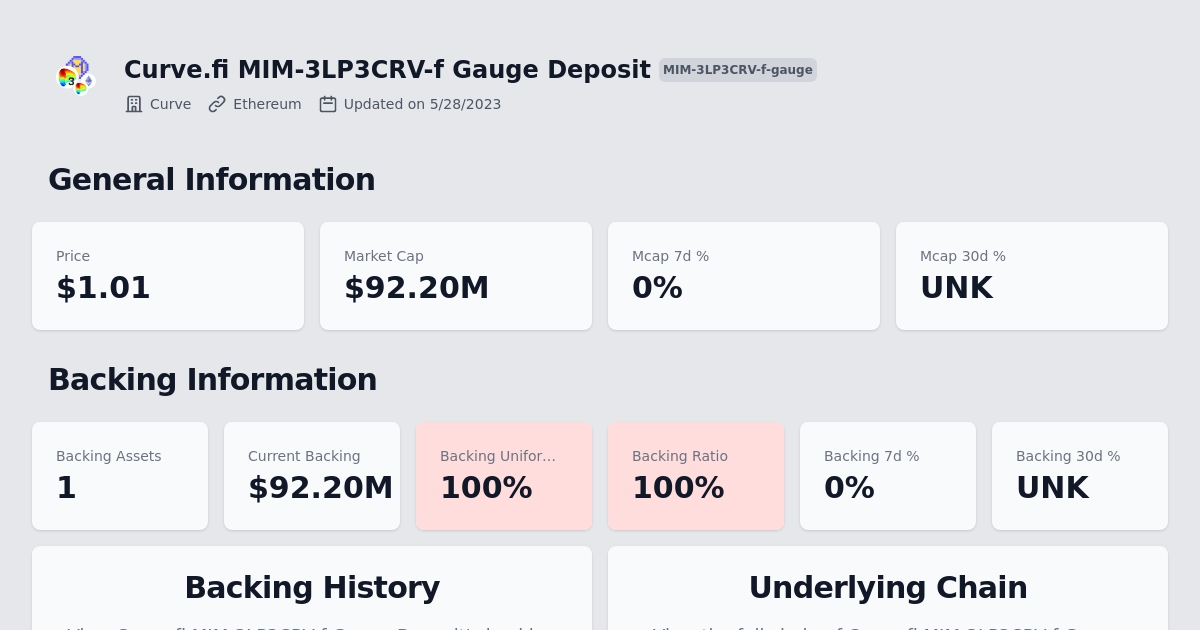 Curve.fi MIM-3LP3CRV-f Gauge Deposit MIM-3LP3CRV-f-gauge
Curve Ethereum Updated on 5/28/2023
General Information
Price Market Cap Mcap 7d % Mcap 30d %
$1.01 $92.20M 0% UNK
Backing Information
Backing Assets Current Backing Backing Unifor... Backing Ratio Backing 7d % Backing 30d %
1 $92.20M 100% 100% 0% UNK
Backing History Underlying Chain